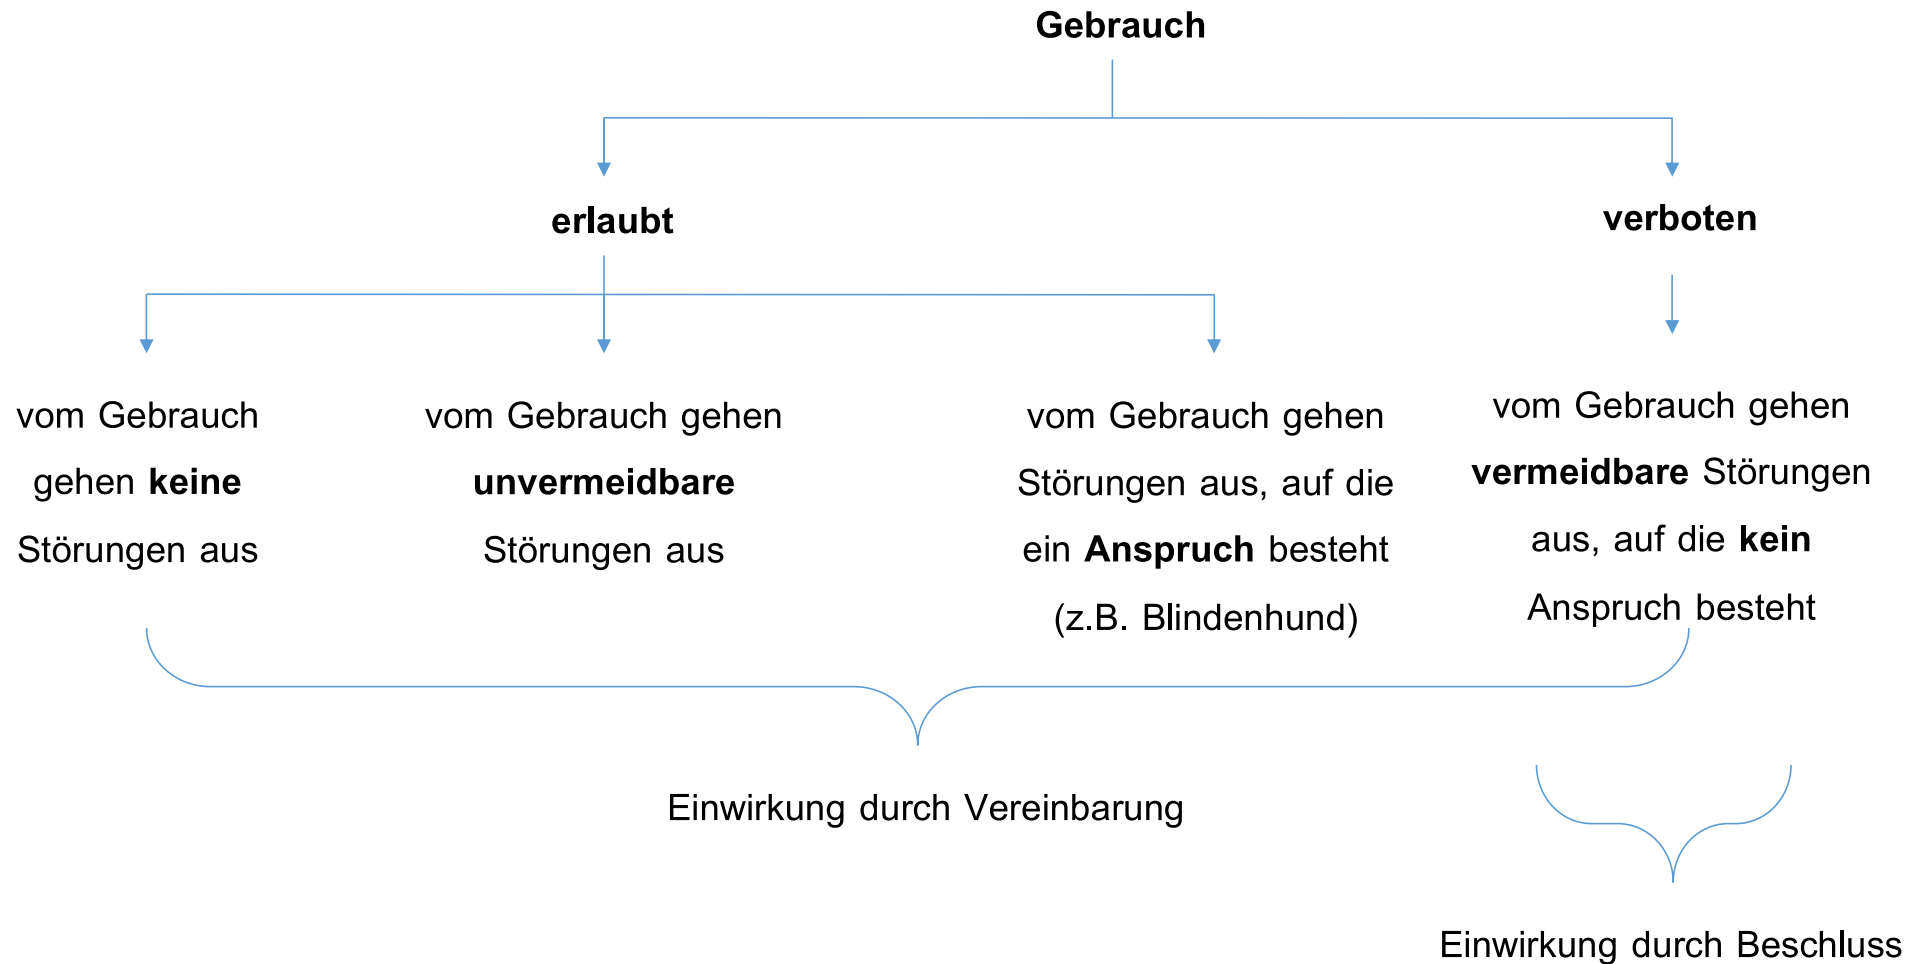 Gebrauch
erlaubt
verboten
vom Gebrauch
gehen keine
Störungen aus
vom Gebrauch gehen
unvermeidbare
Störungen aus
vom Gebrauch gehen
Störungen aus, auf die
ein Anspruch besteht
(z.B. Blindenhund)
vom Gebrauch gehen
vermeidbare Störungen
aus, auf die kein
Anspruch besteht
Einwirkung durch Vereinbarung
Einwirkung durch Beschluss